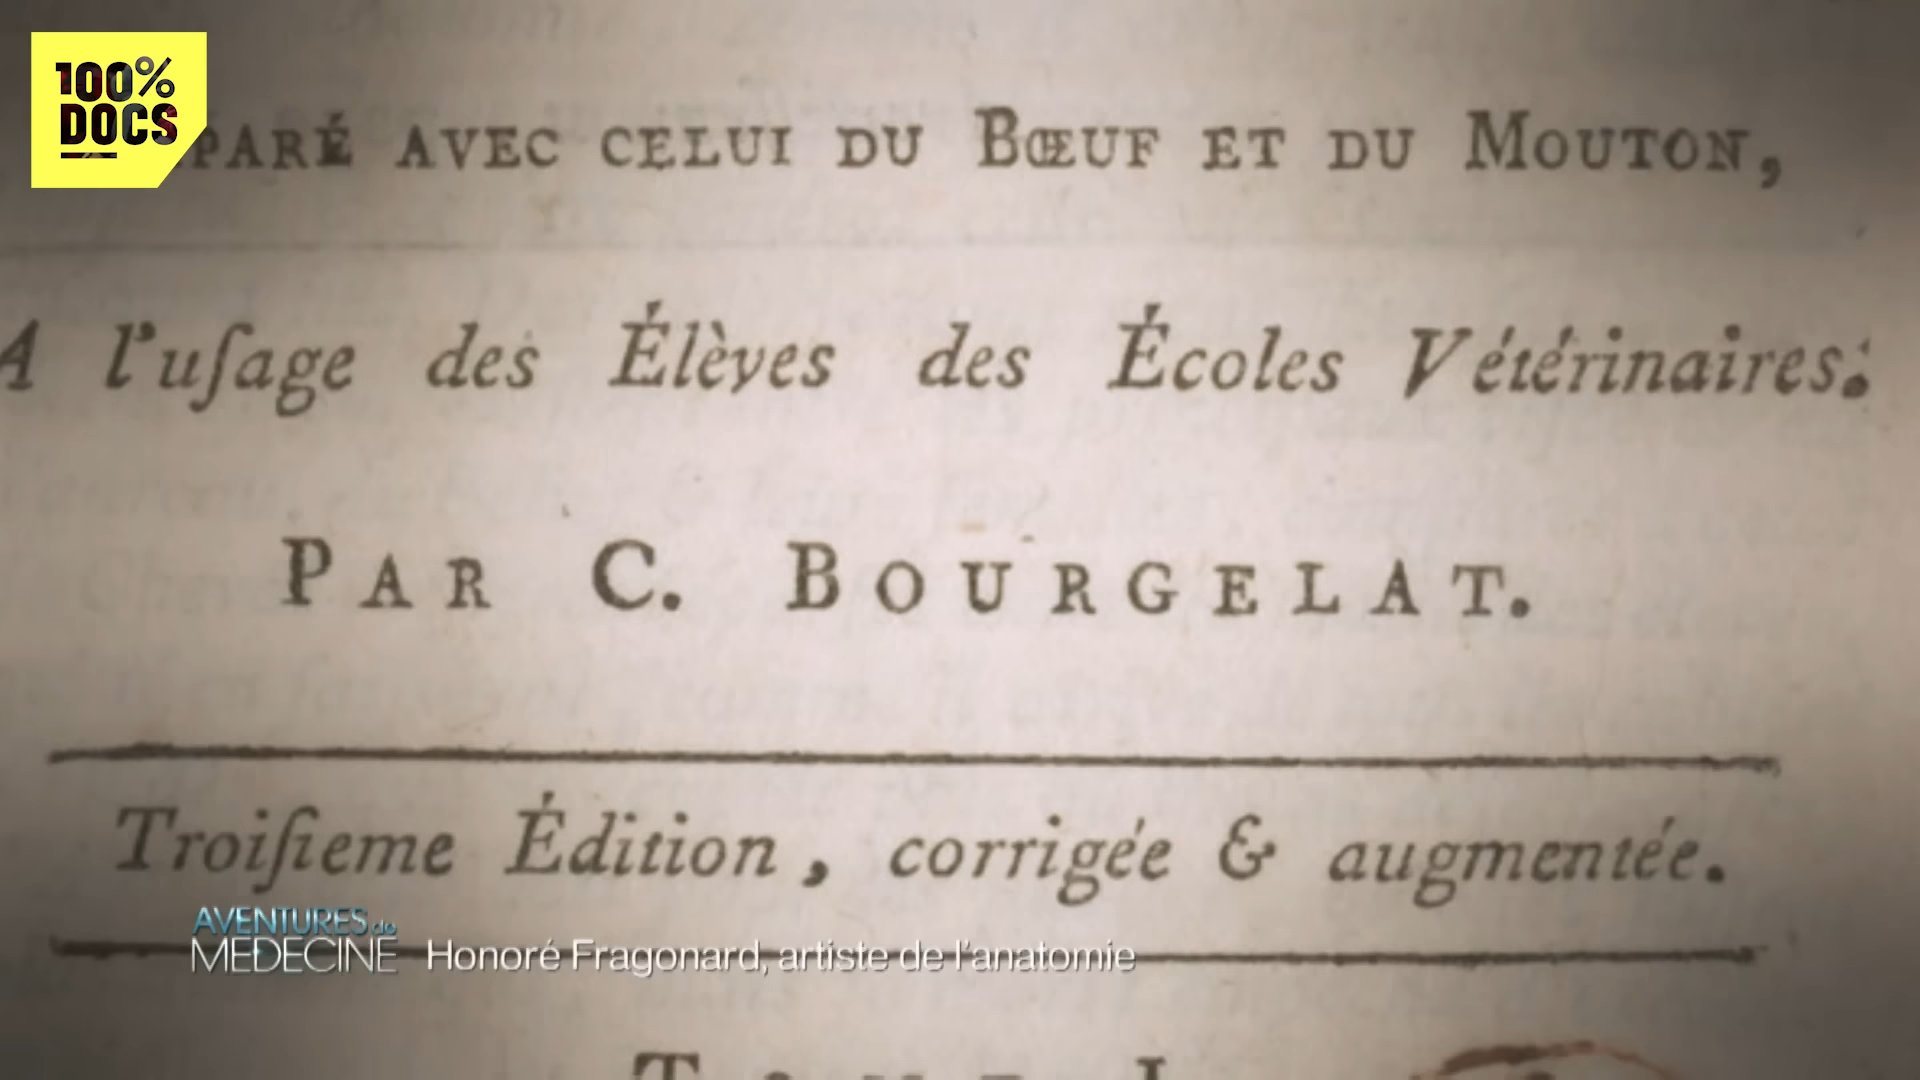 100%
DOCS
PARÉ AVEC CELUI DU BŒUF ET DU MOUTON,
A l'uſage des Élèves des Écoles Vétérinaires:
PAR C. BOURGELAT.
Troiſieme Édition, corrigée & augmentée.
AVENTURES de
MEDECINE Honoré Fragonard, artiste de l'anatomie